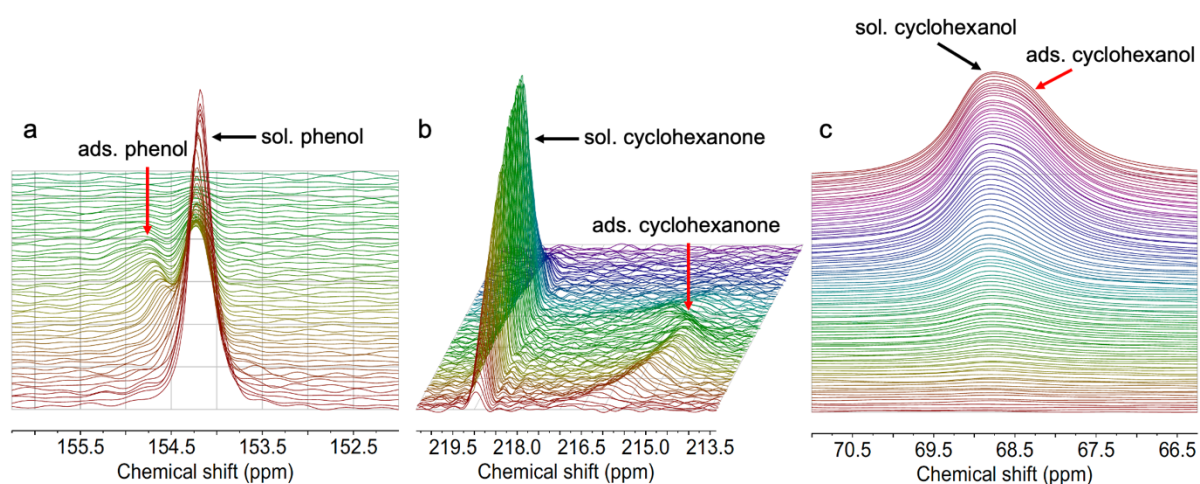 a
ads. phenol
sol. phenol
155.5 154.5 153.5 152.5
Chemical shift (ppm)
b
sol. cyclohexanone
ads. cyclohexanone
219.5 218.0 216.5 215.0 213.5
Chemical shift (ppm)
c
sol. cyclohexanol
ads. cyclohexanol
70.5 69.5 68.5 67.5 66.5
Chemical shift (ppm)